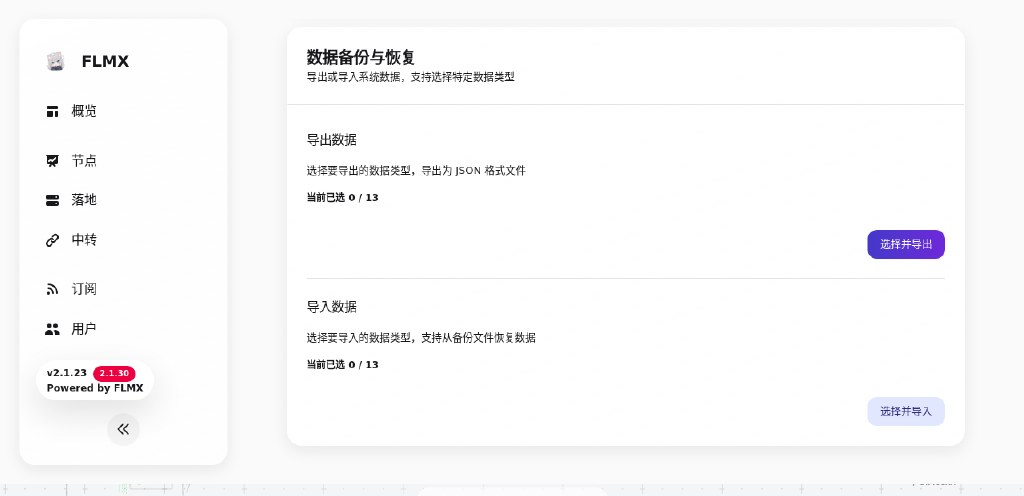 FLMX
概览
节点
落地
中转
订阅
用户
v2.1.23 2.1.30
Powered by FLMX
数据备份与恢复
导出或导入系统数据，支持选择特定数据类型
导出数据
选择要导出的数据类型，导出为 JSON 格式文件
当前已选 0 / 13
选择并导出
导入数据
选择要导入的数据类型，支持从备份文件恢复数据
当前已选 0 / 13
选择并导入